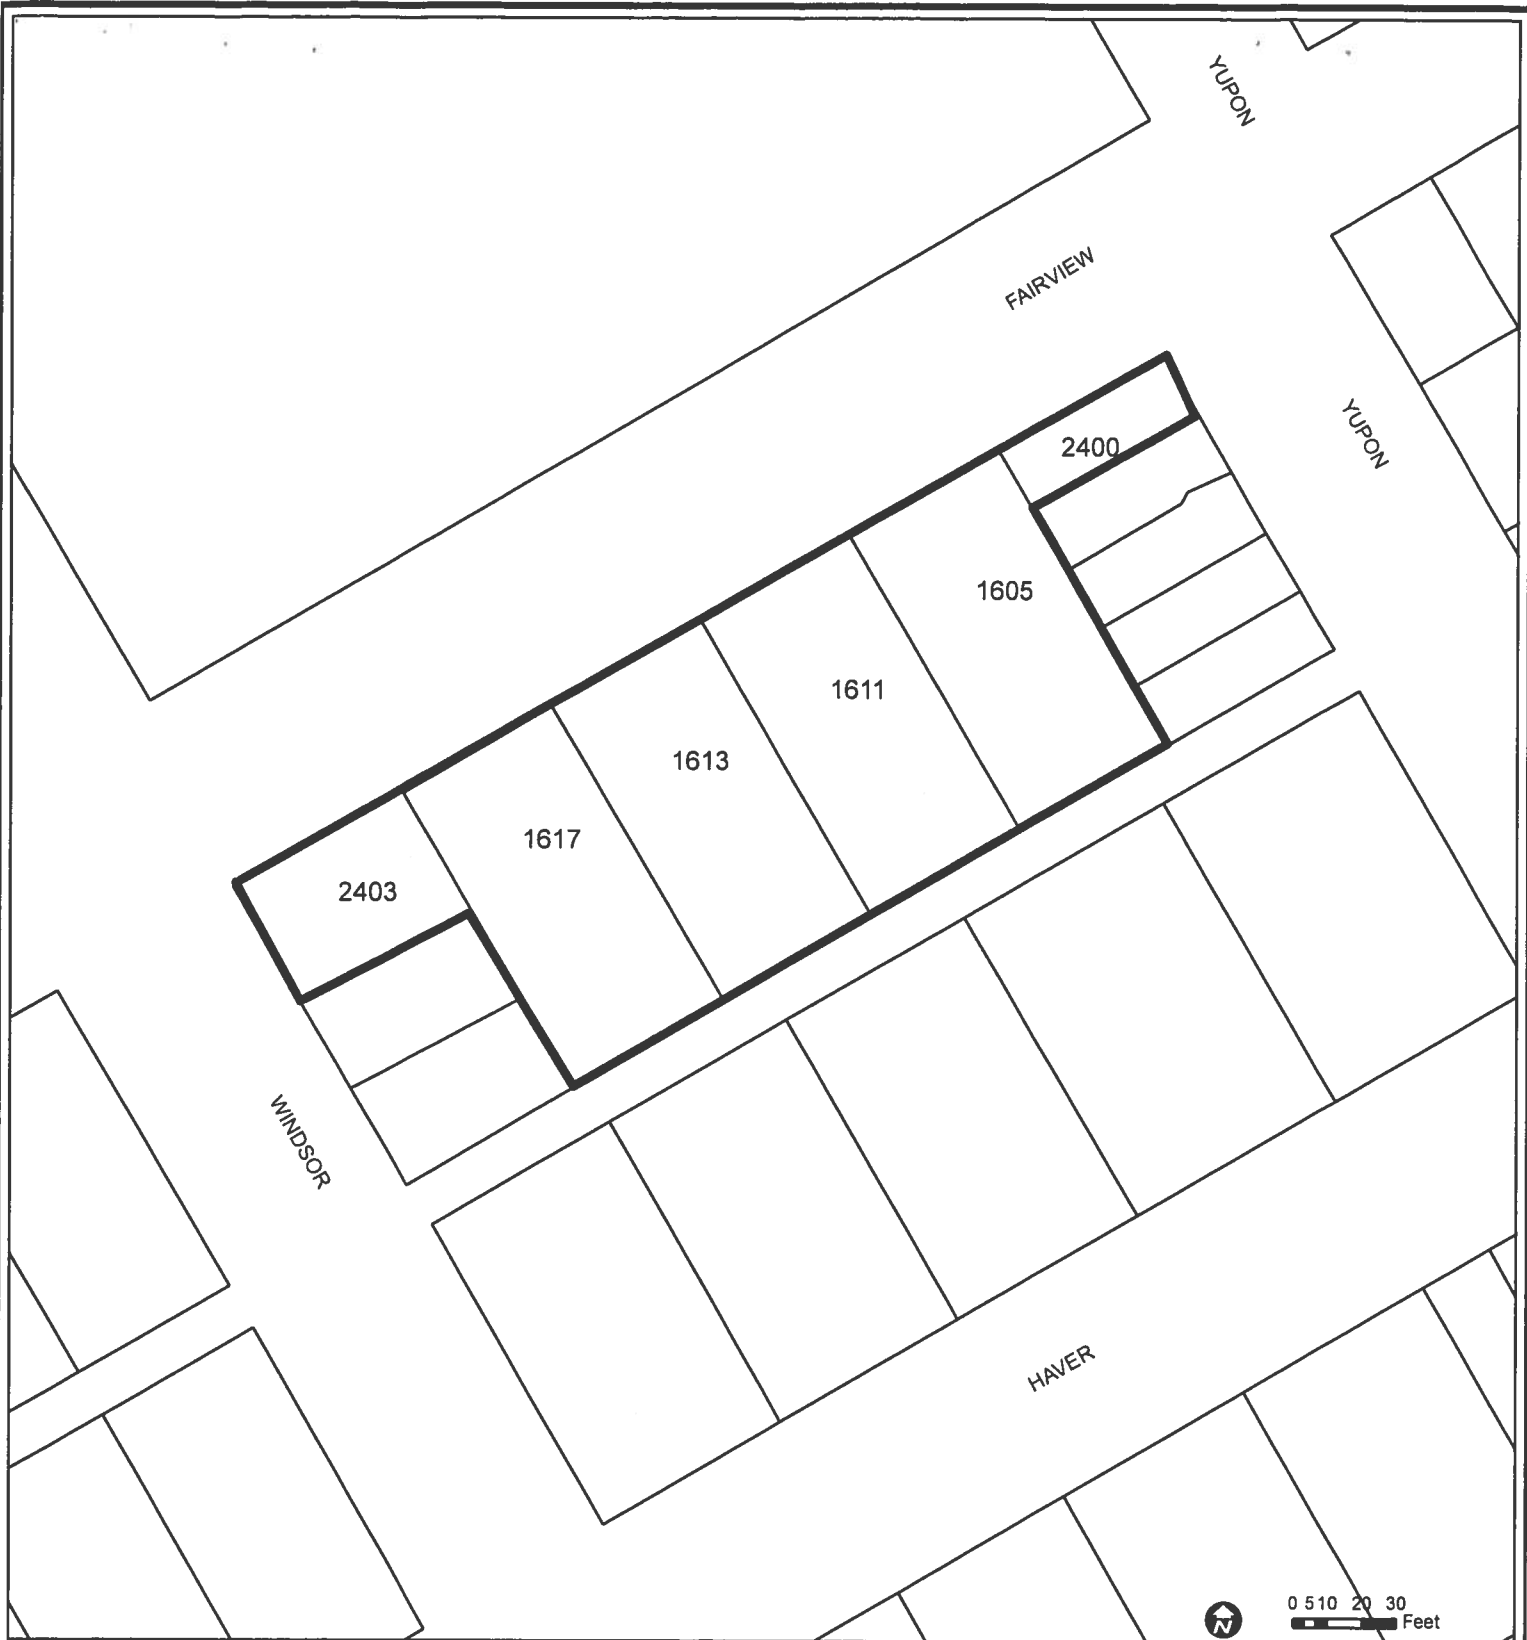 YUPON
FAIRVIEW
YUPON
2400
1605
1611
1613
1617
2403
WINDSOR
HAVER
N
0 5 10 20 30
Feet